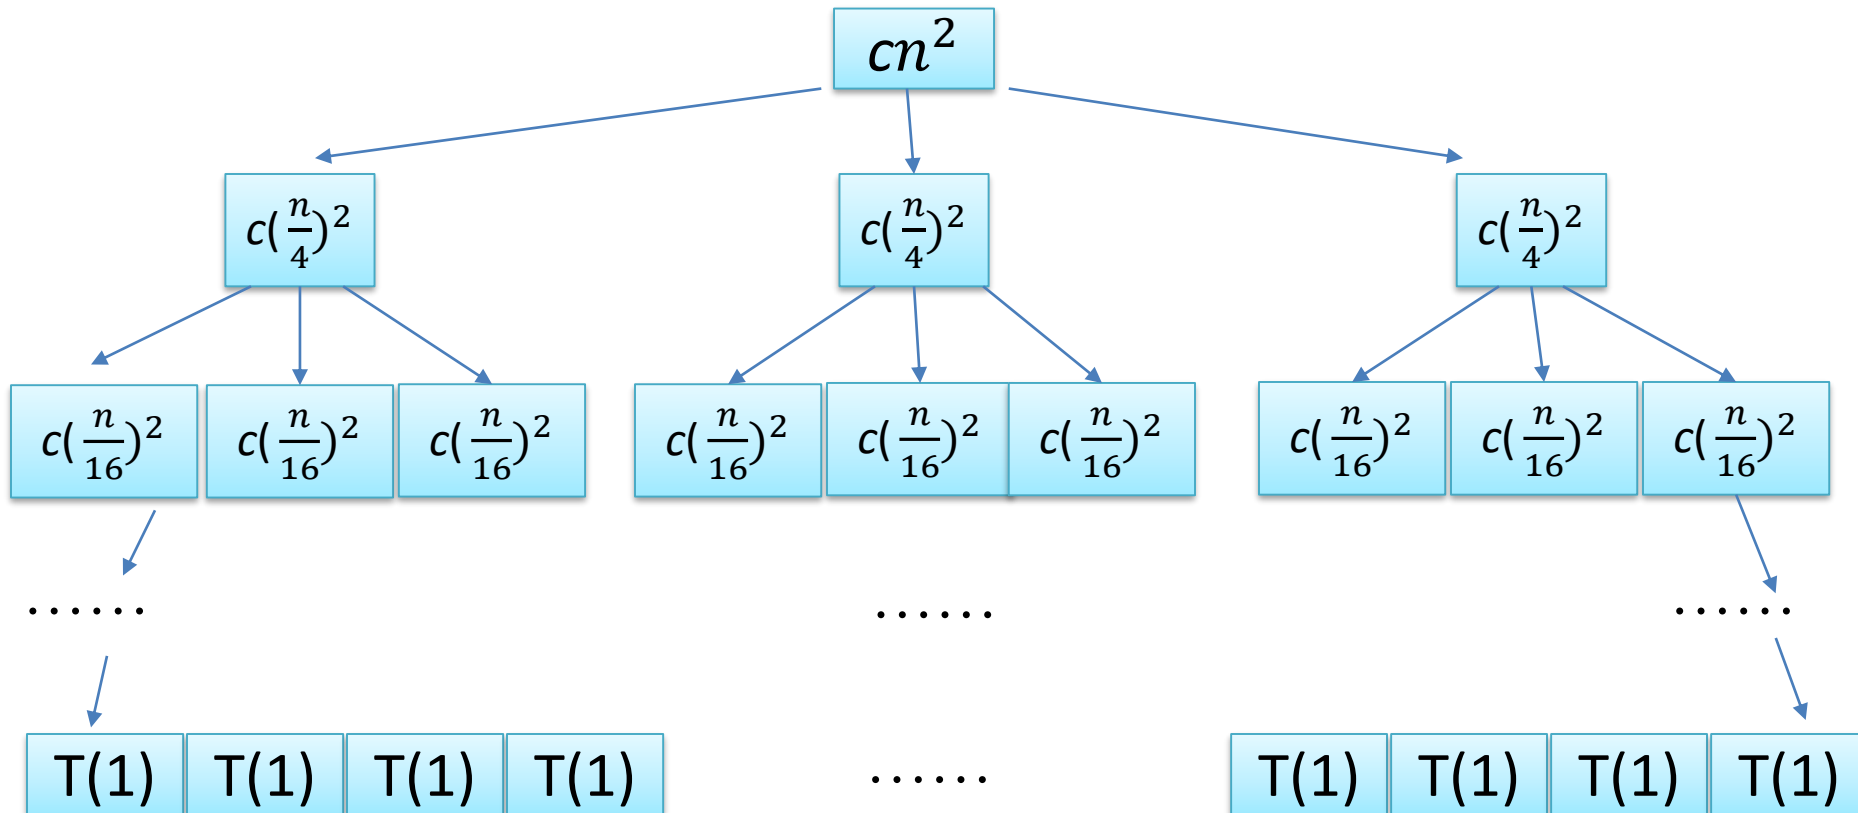 cn²
c(n/4)² c(n/4)² c(n/4)²
c(n/16)² c(n/16)² c(n/16)² c(n/16)² c(n/16)² c(n/16)² c(n/16)² c(n/16)² c(n/16)²
...... ...... ......
T(1) T(1) T(1) T(1) ...... T(1) T(1) T(1) T(1)